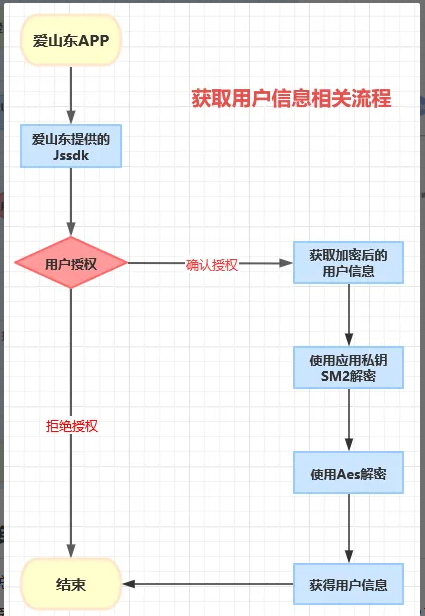 爱山东APP
获取用户信息相关流程
爱山东提供的
Jssdk
用户授权
确认授权
获取加密后的
用户信息
使用应用私钥
SM2解密
拒绝授权
使用Aes解密
结束
获得用户信息